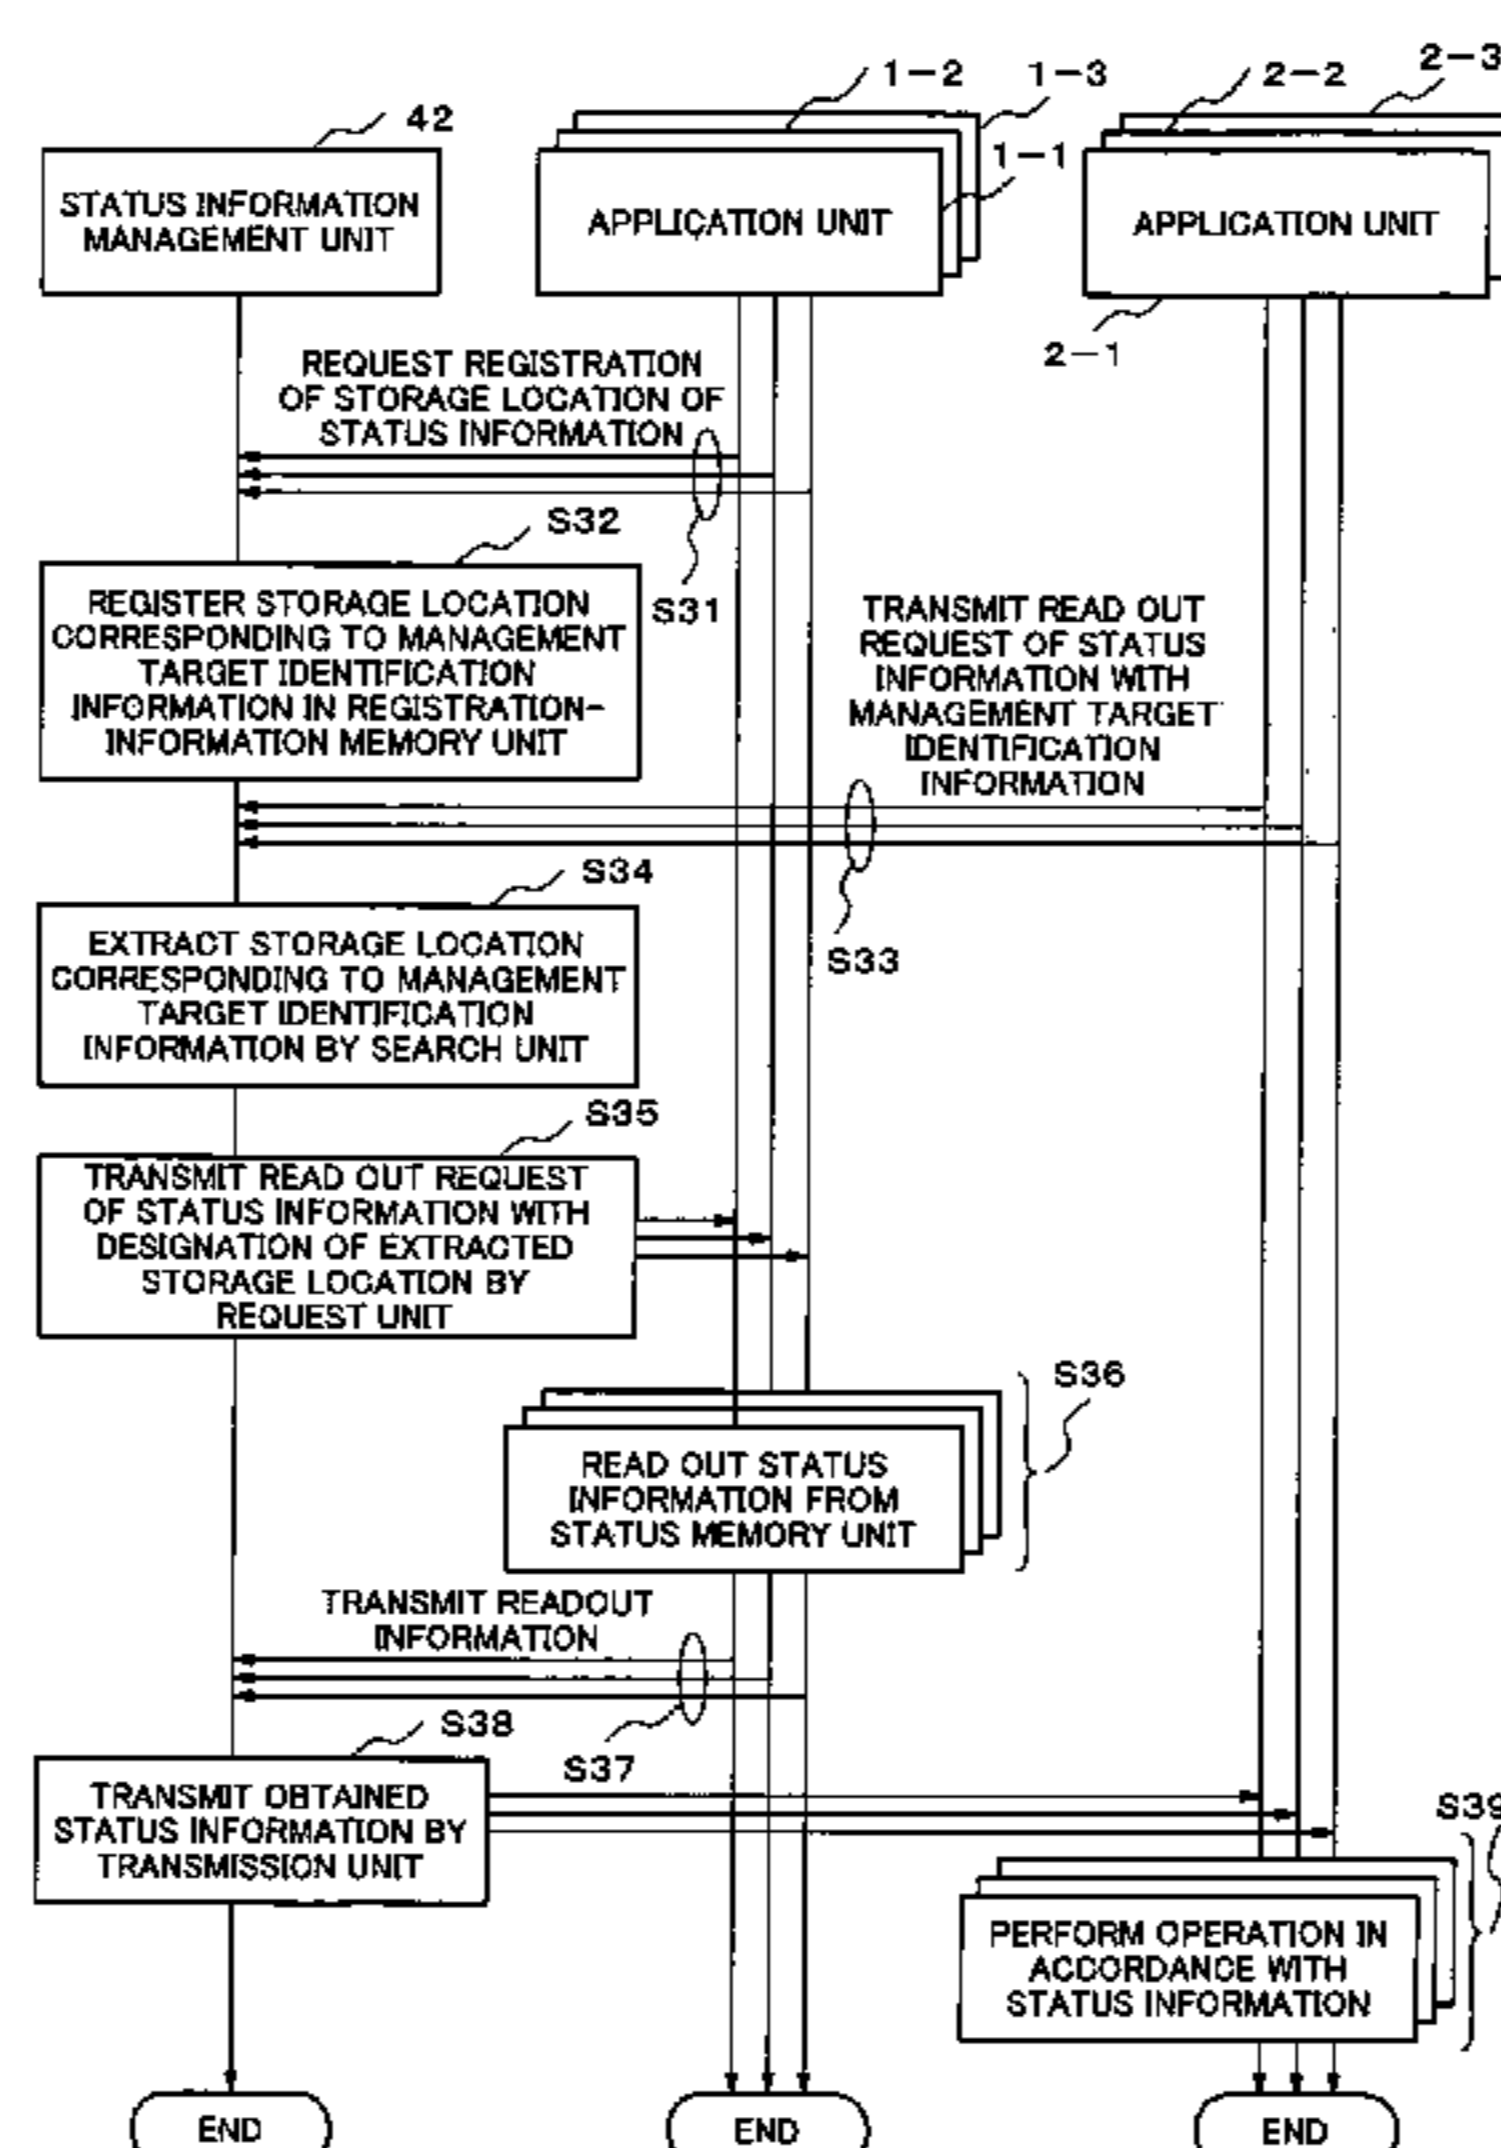 1-2
1-3
2-2
2-3
42
1-1
STATUS INFORMATION
MANAGEMENT UNIT
APPLICATION UNIT
APPLICATION UNIT
2-1
REQUEST REGISTRATION
OF STORAGE LOCATION OF
STATUS INFORMATION
S32
S31
REGISTER STORAGE LOCATION
CORRESPONDING TO MANAGEMENT
TARGET IDENTIFICATION
INFORMATION IN REGISTRATION-
INFORMATION MEMORY UNIT
TRANSMIT READ OUT
REQUEST OF STATUS
INFORMATION WITH
MANAGEMENT TARGET
IDENTIFICATION
INFORMATION
S34
S33
EXTRACT STORAGE LOCATION
CORRESPONDING TO MANAGEMENT
TARGET IDENTIFICATION
INFORMATION BY SEARCH UNIT
S35
TRANSMIT READ OUT REQUEST
OF STATUS INFORMATION WITH
DESIGNATION OF EXTRACTED
STORAGE LOCATION BY
REQUEST UNIT
S36
READ OUT STATUS
INFORMATION FROM
STATUS MEMORY UNIT
TRANSMIT READOUT
INFORMATION
S38
S37
TRANSMIT OBTAINED
STATUS INFORMATION BY
TRANSMISSION UNIT
S39
PERFORM OPERATION IN
ACCORDANCE WITH
STATUS INFORMATION
END
END
END